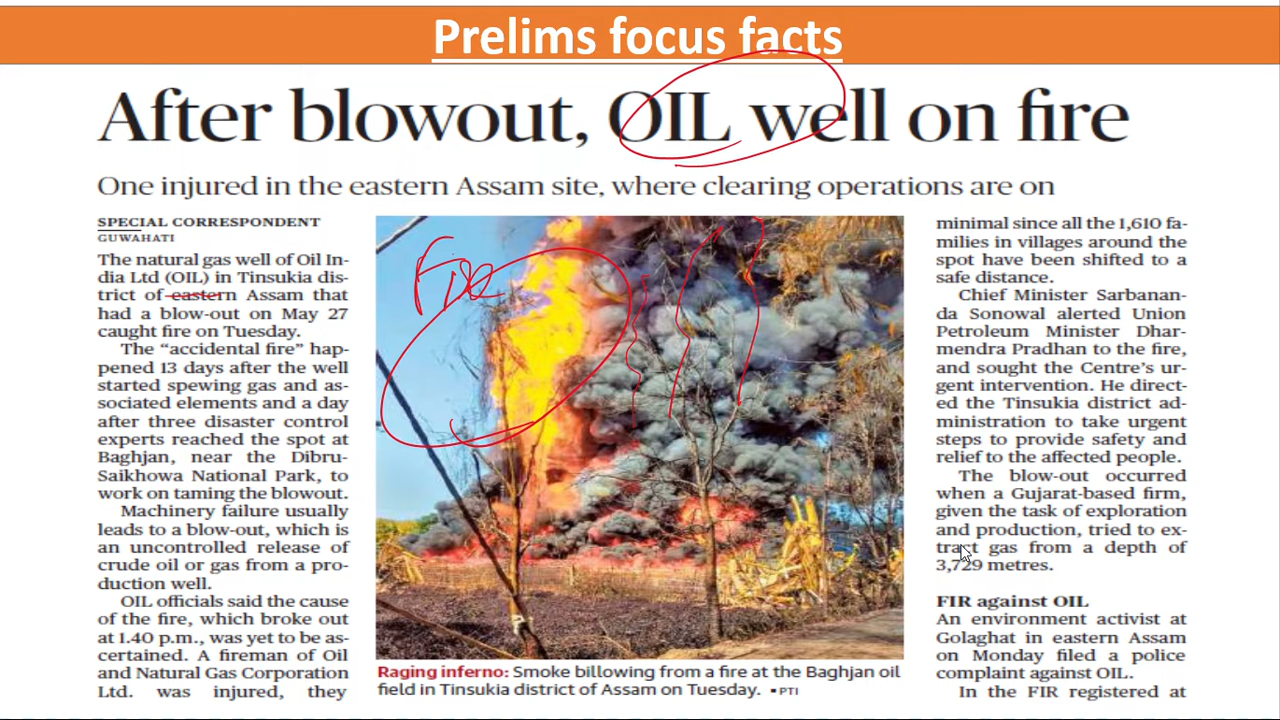 Prelims focus facts
After blowout, OIL well on fire
One injured in the eastern Assam site, where clearing operations are on
SPECIAL CORRESPONDENT
GUWAHATI
The natural gas well of Oil In-
dia Ltd (OIL) in Tinsukia dis-
trict of eastern Assam that
had a blow-out on May 27
caught fire on Tuesday.
The “accidental fire” hap-
pened 13 days after the well
started spewing gas and as-
sociated elements and a day
after three disaster control
experts reached the spot at
Baghjan, near the Dibru-
Saikhowa National Park, to
work on taming the blowout.
Machinery failure usually
leads to a blow-out, which is
an uncontrolled release of
crude oil or gas from a pro-
duction well.
OIL officials said the cause
of the fire, which broke out
at 1.40 p.m., was yet to be as-
certained. A fireman of Oil
and Natural Gas Corporation
Ltd. was injured, they
Fire
Raging inferno: Smoke billowing from a fire at the Baghjan oil
field in Tinsukia district of Assam on Tuesday. ▪ PTI
minimal since all the 1,610 fa-
milies in villages around the
spot have been shifted to a
safe distance.
Chief Minister Sarbanan-
da Sonowal alerted Union
Petroleum Minister Dhar-
mendra Pradhan to the fire,
and sought the Centre’s ur-
gent intervention. He direct-
ed the Tinsukia district ad-
ministration to take urgent
steps to provide safety and
relief to the affected people.
The blow-out occurred
when a Gujarat-based firm,
given the task of exploration
and production, tried to ex-
tract gas from a depth of
3,729 metres.
FIR against OIL
An environment activist at
Golaghat in eastern Assam
on Monday filed a police
complaint against OIL.
In the FIR registered at